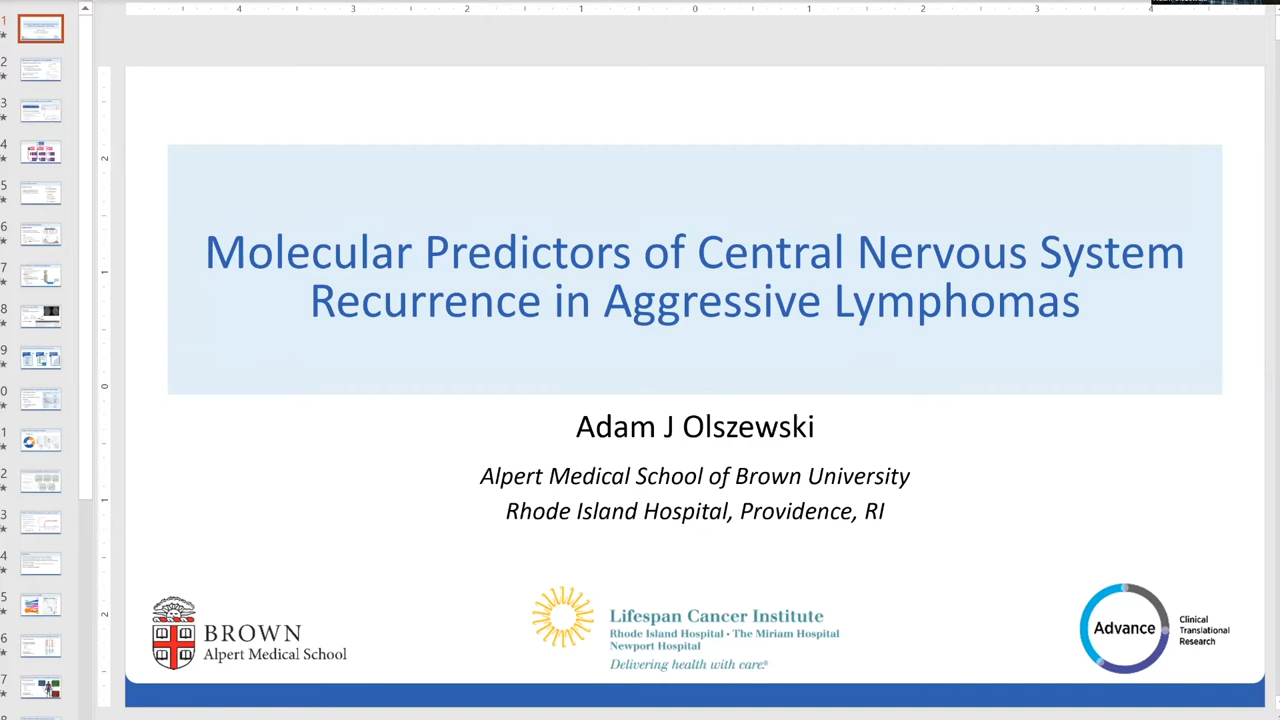 Molecular Predictors of Central Nervous System
Recurrence in Aggressive Lymphomas
Adam J Olszewski
Alpert Medical School of Brown University
Rhode Island Hospital, Providence, RI
BROWN
Alpert Medical School
Lifespan Cancer Institute
Rhode Island Hospital • The Miriam Hospital
Newport Hospital
Delivering health with care.®
Advance
Clinical
Translational
Research